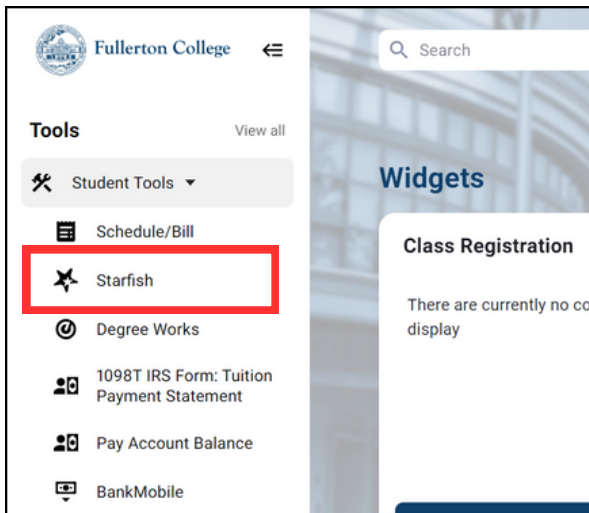 Fullerton College
Search
Tools
View all
Student Tools
Widgets
Schedule/Bill
Class Registration
Starfish
There are currently no co
display
Degree Works
1098T IRS Form: Tuition
Payment Statement
Pay Account Balance
BankMobile